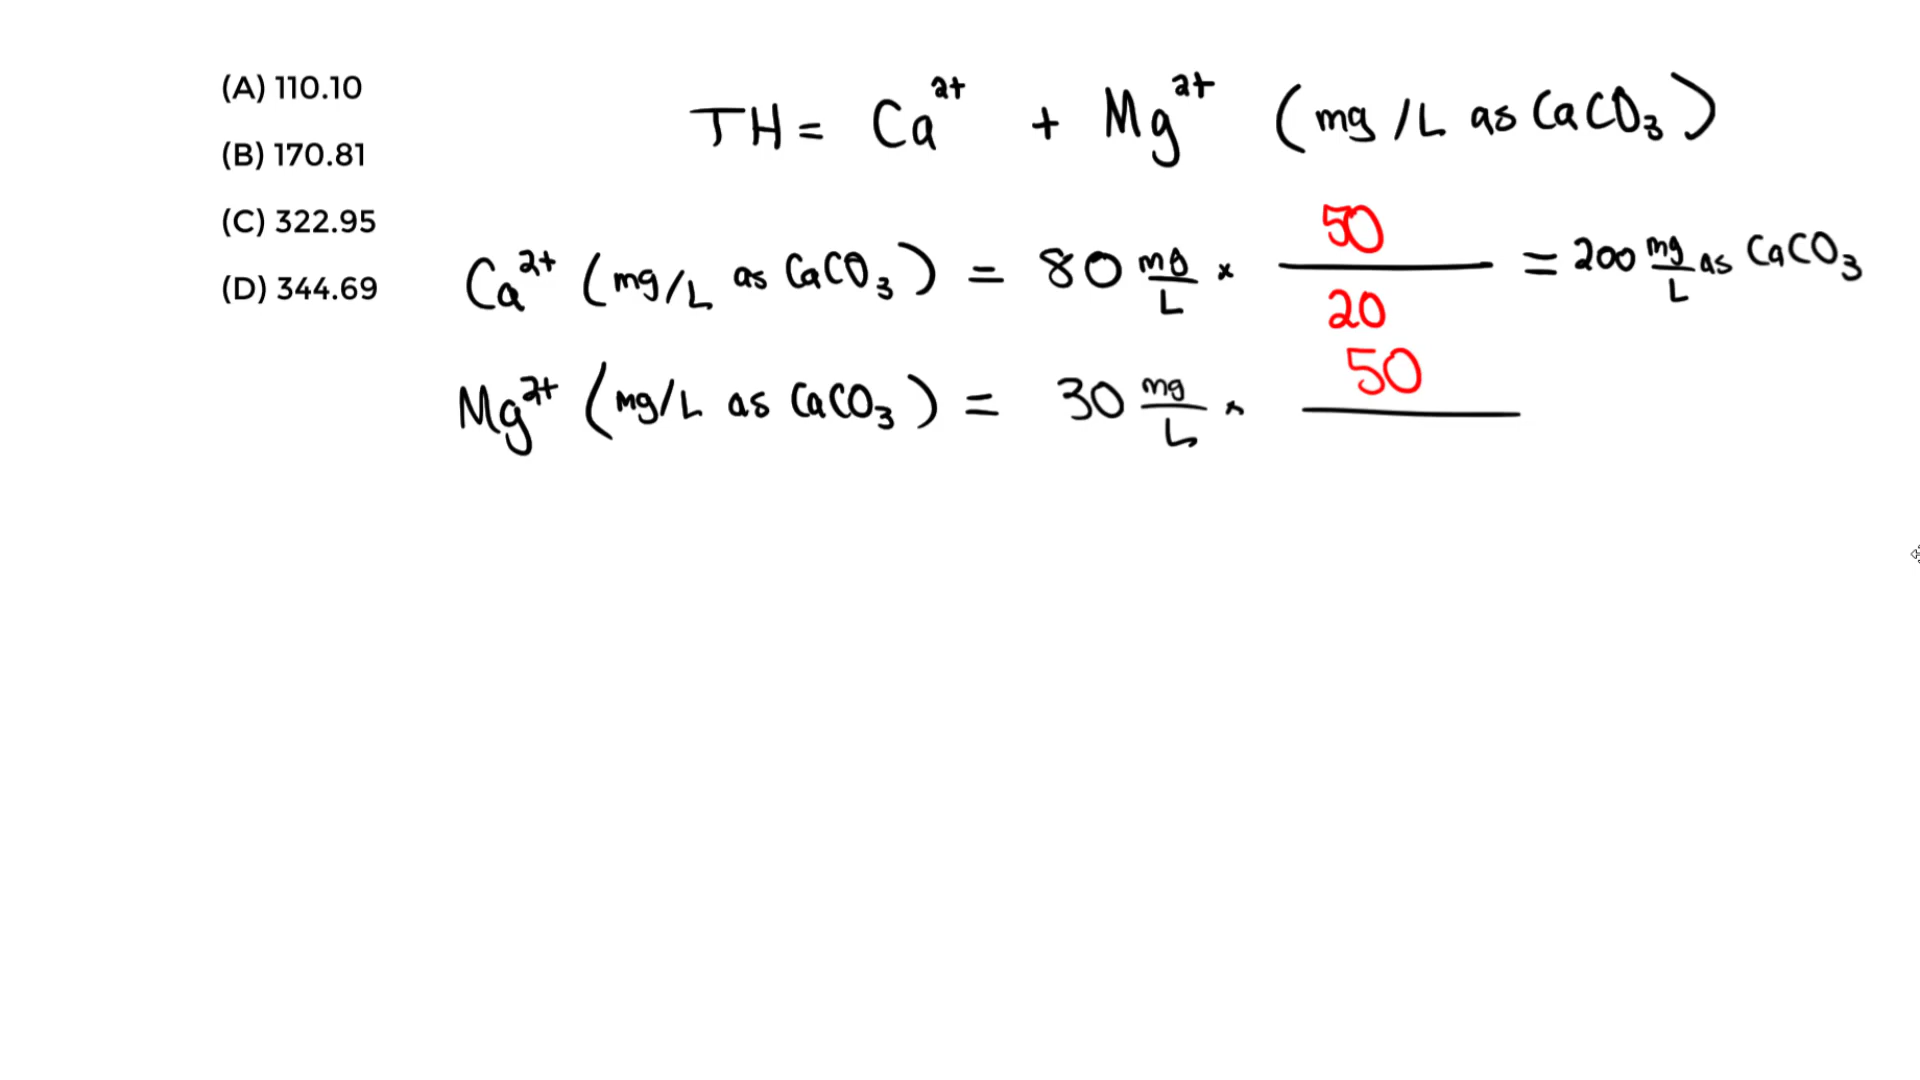 (A) 110.10
(B) 170.81
(C) 322.95
(D) 344.69
TH = Ca²⁺ + Mg²⁺ (mg/L as CaCO₃)
Ca²⁺ (mg/L as CaCO₃) = 80 mg/L × 50/20 = 200 mg/L as CaCO₃
Mg²⁺ (mg/L as CaCO₃) = 30 mg/L × 50/